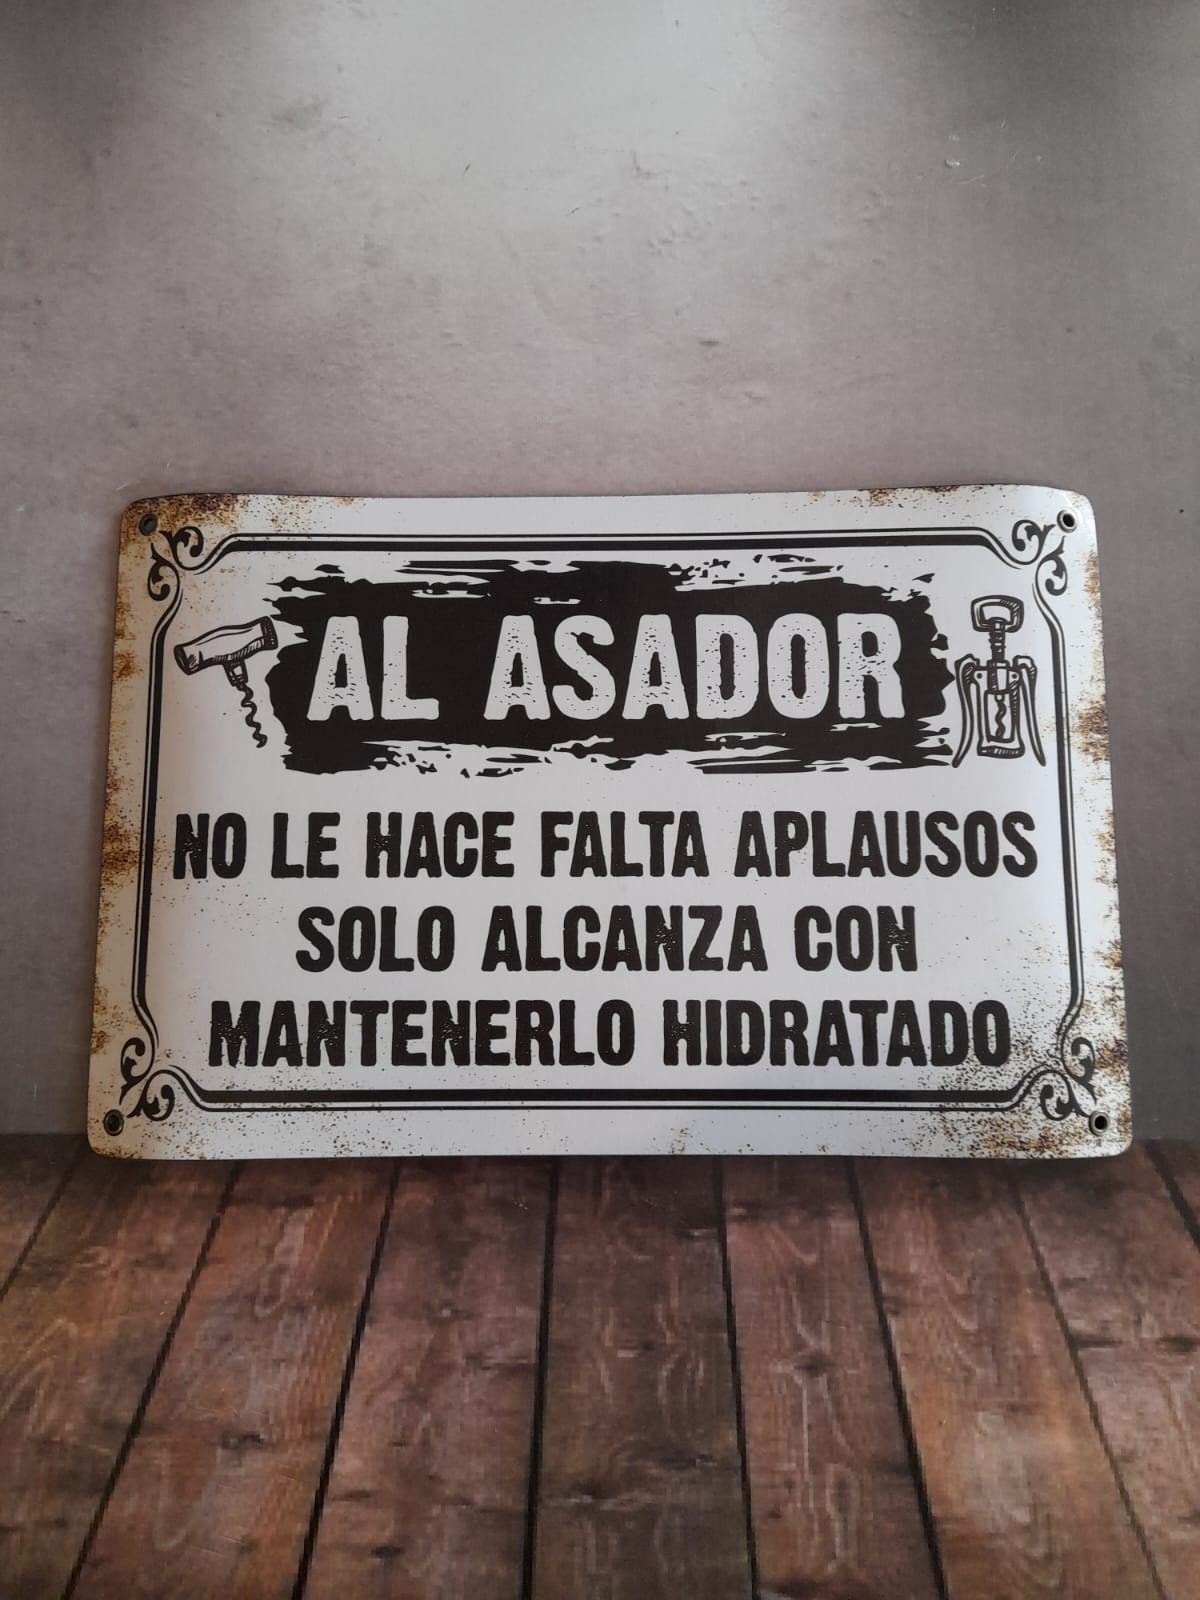 AL ASADOR
NO LE HACE FALTA APLAUSOS
SOLO ALCANZA CON
MANTENERLO HIDRATADO